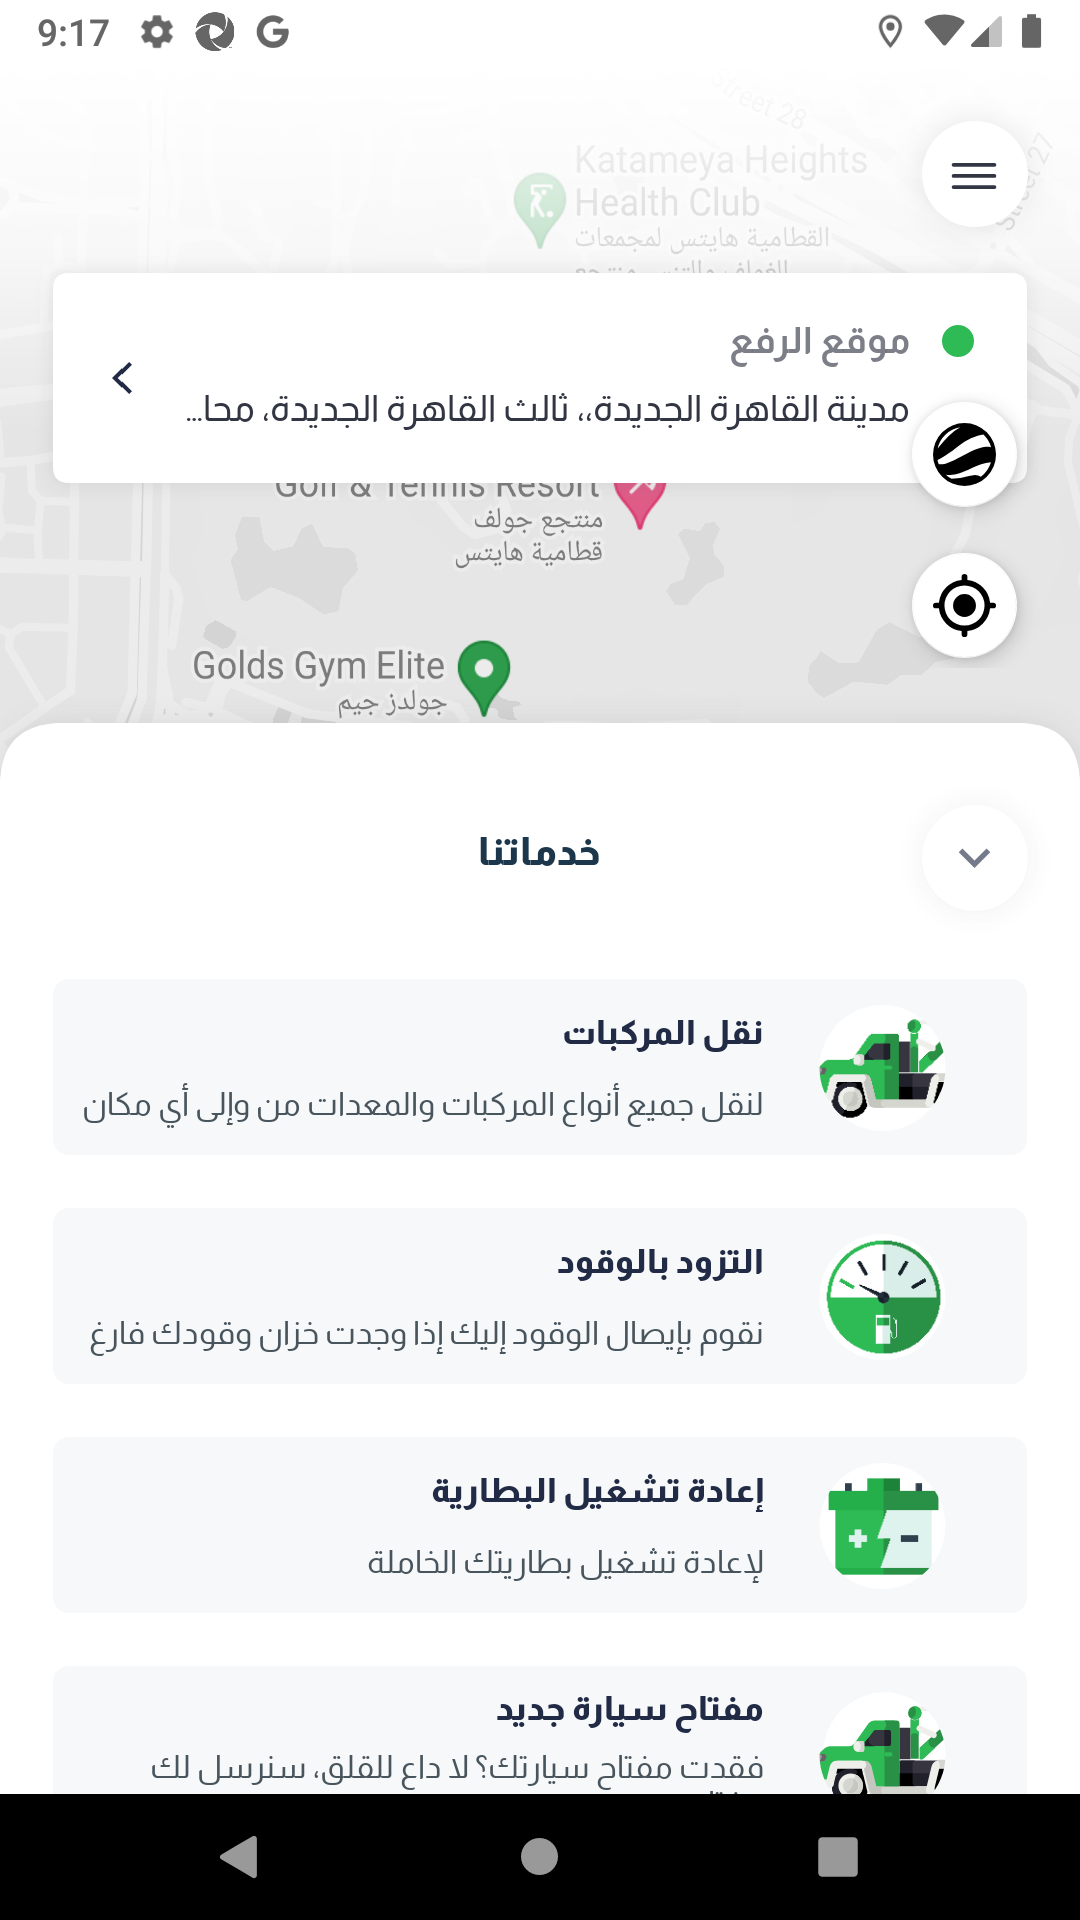 9:17
Street 28
Street 27
Katameya Heights
Health Club
القطامية هايتس لمجمعات
موقع الرفع
مدينة القاهرة الجديدة،، ثالث القاهرة الجديدة، محا...
Golf & Tennis Resort
منتجع جولف
قطامية هايتس
Golds Gym Elite
جولدز جيم
خدماتنا
نقل المركبات
لنقل جميع أنواع المركبات والمعدات من وإلى أي مكان
التزود بالوقود
نقوم بإيصال الوقود إليك إذا وجدت خزان وقودك فارغ
إعادة تشغيل البطارية
لإعادة تشغيل بطاريتك الخاملة
مفتاح سيارة جديد
فقدت مفتاح سيارتك؟ لا داع للقلق، سنرسل لك